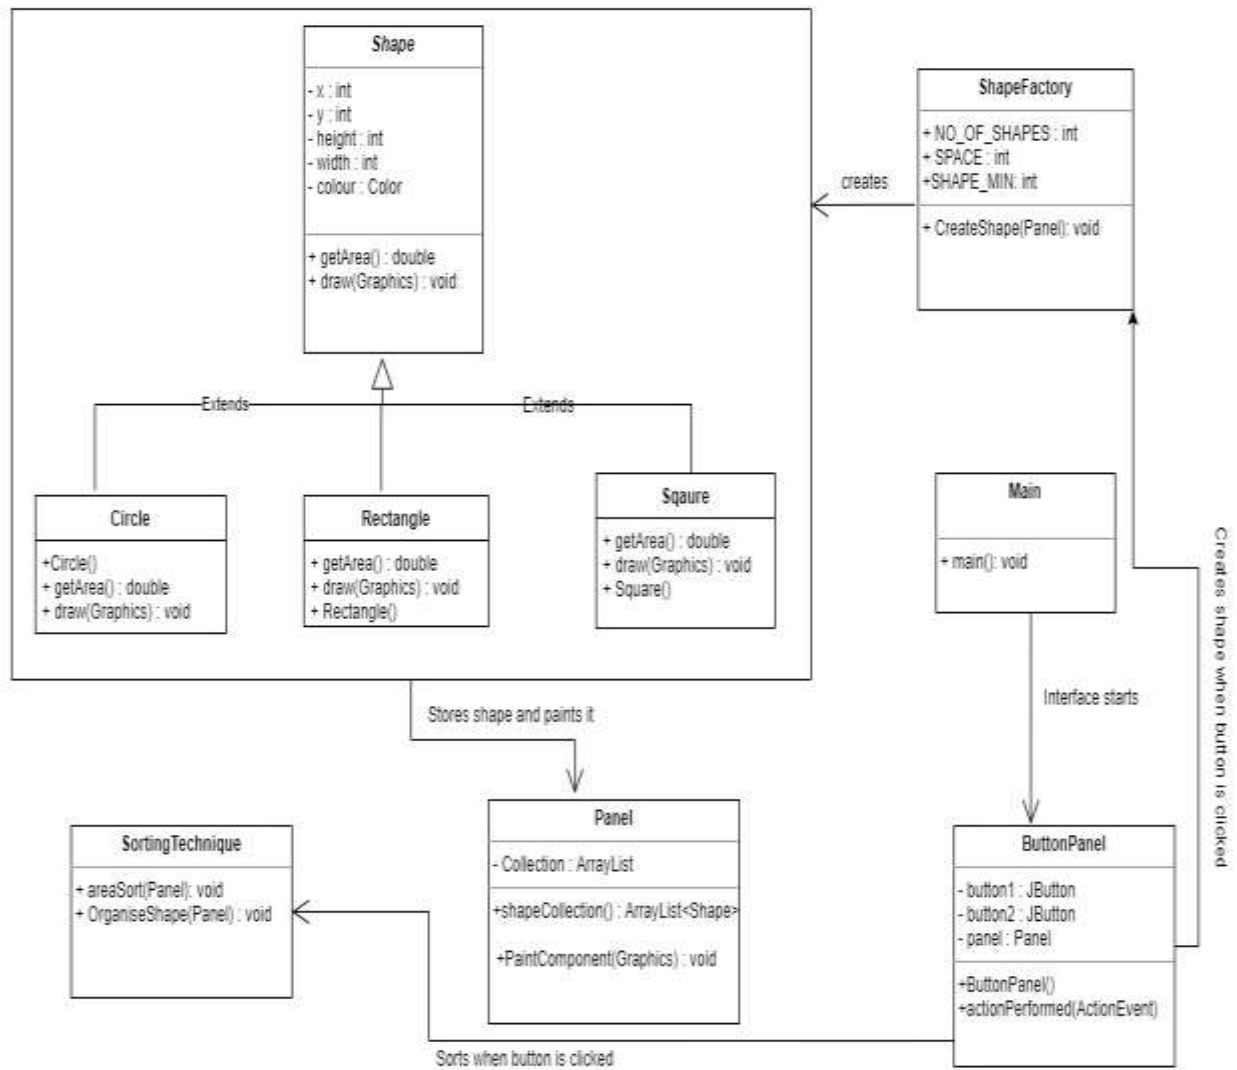 Shape
- x : int
- y : int
- height : int
- width : int
- colour : Color
+ getArea() : double
+ draw(Graphics) : void
ShapeFactory
+ NO_OF_SHAPES : int
+ SPACE : int
+SHAPE_MIN: int
+ CreateShape(Panel): void
creates
Extends
Extends
Circle
+Circle()
+ getArea() : double
+ draw(Graphics) : void
Rectangle
+ getArea() : double
+ draw(Graphics) : void
+ Rectangle()
Sqaure
+ getArea() : double
+ draw(Graphics) : void
+ Square()
Main
+ main(): void
Creates shape when button is clicked
Interface starts
Stores shape and paints it
SortingTechnique
+ areaSort(Panel): void
+ OrganiseShape(Panel) : void
Panel
- Collection : ArrayList
+shapeCollection() : ArrayList<Shape>
+PaintComponent(Graphics) : void
ButtonPanel
- button1 : JButton
- button2 : JButton
- panel : Panel
+ButtonPanel()
+actionPerformed(ActionEvent)
Sorts when button is clicked